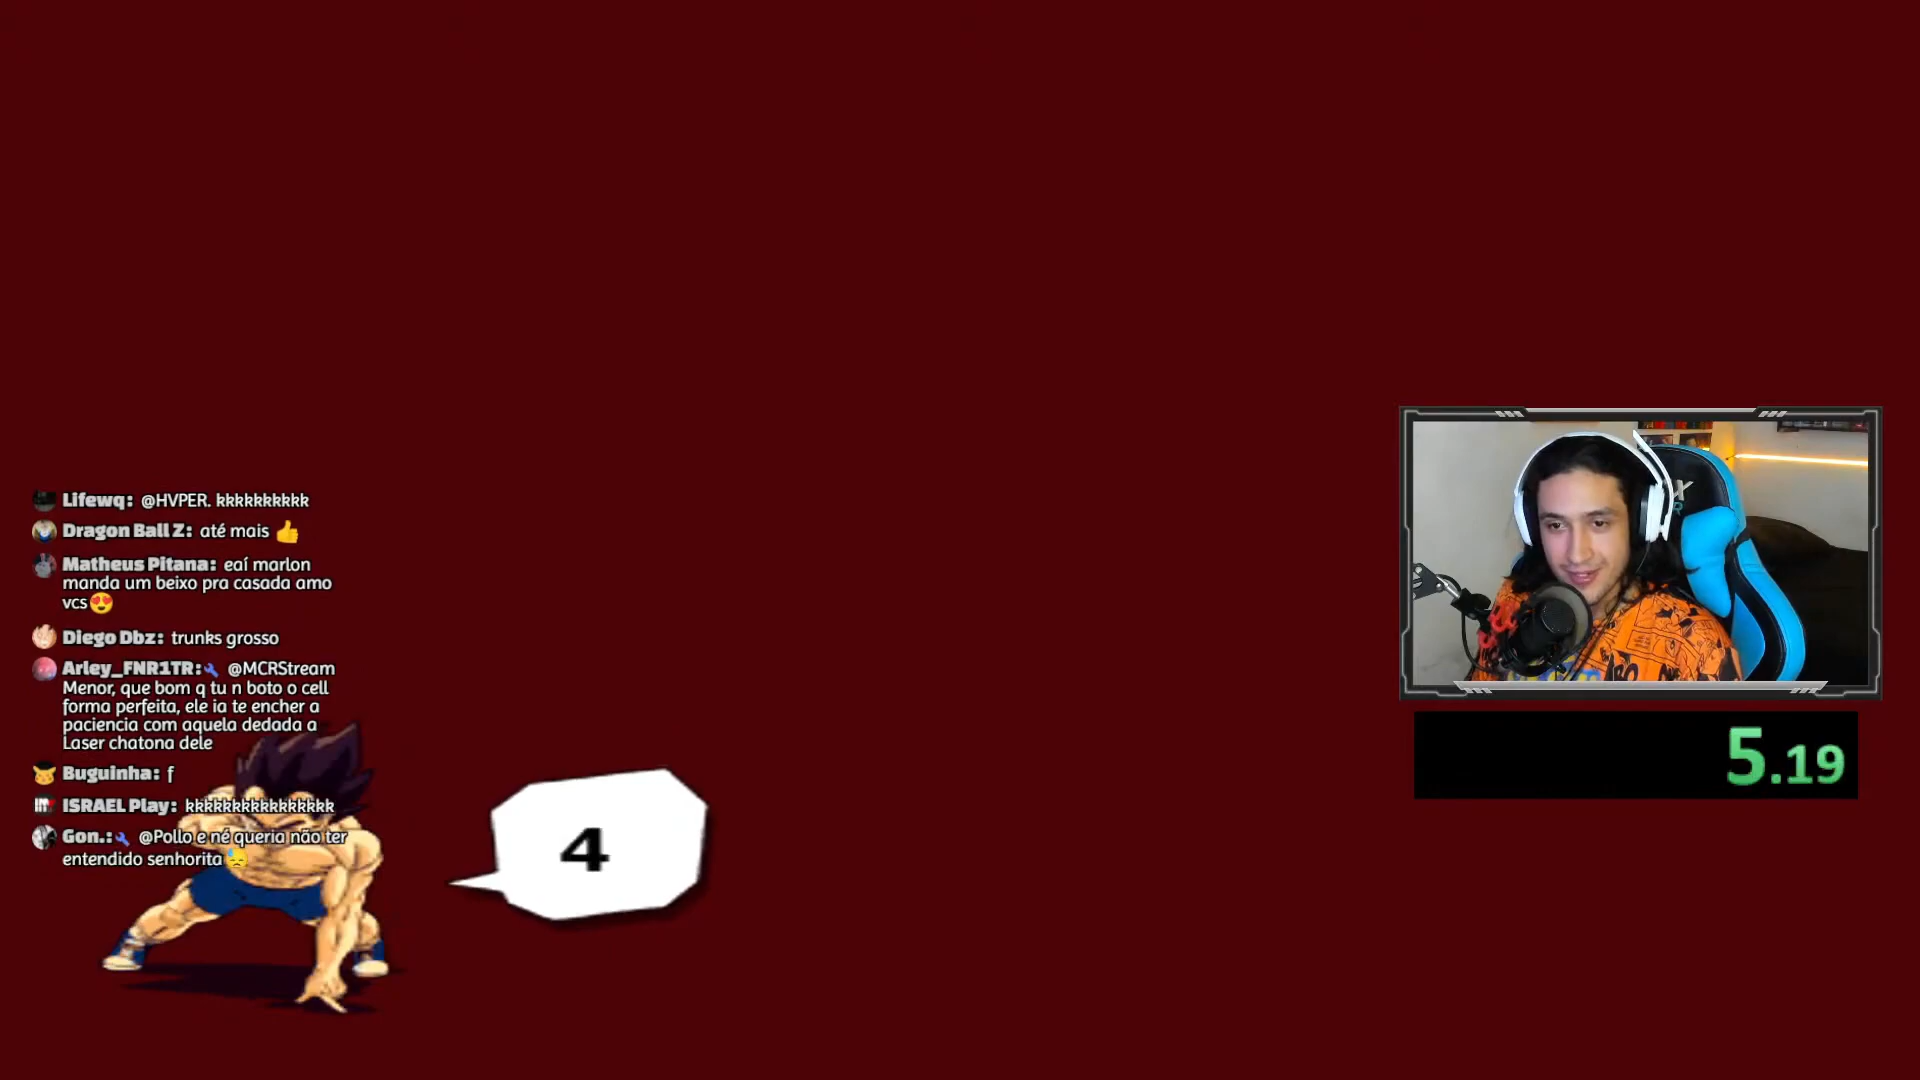 Lifewq: @HVPER. kkkkkkkkkk
Dragon Ball Z: até mais 👍
Matheus Pitana: eaí marlon
manda um beixo pra casada amo
vcs😍
Diego Dbz: trunks grosso
Arley_FNR1TR: @MCRStream
Menor, que bom q tu n boto o cell
forma perfeita, ele ia te encher a
paciencia com aquela dedada a
Laser chatona dele
Buguinha: f
ISRAEL Play: kkkkkkkkkkkkkkkk
Gon.: @Pollo e né queria não ter
entendido senhorita😓
4
5.19